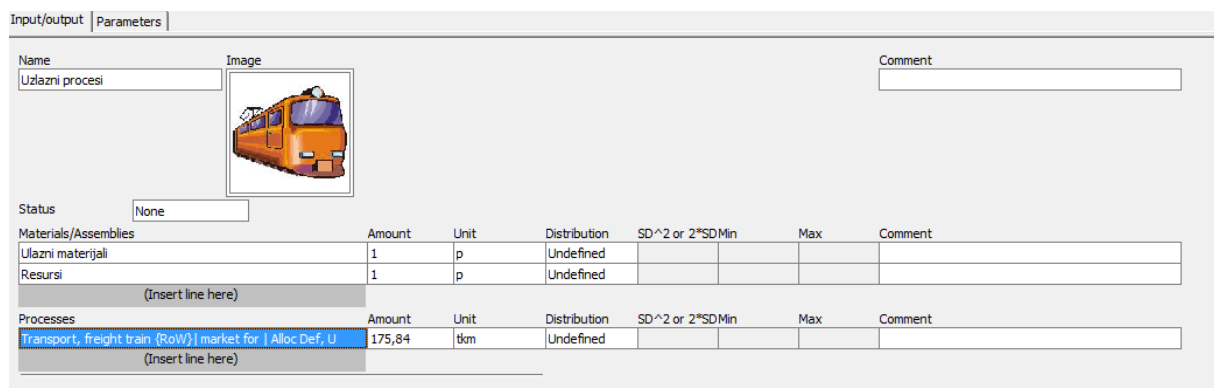 Input/output Parameters
Name Image Comment
Uzlazni procesi
Status None
Materials/Assemblies Amount Unit Distribution SD^2 or 2*SD Min Max Comment
Ulazni materijali 1 p Undefined
Resursi 1 p Undefined
(Insert line here)
Processes Amount Unit Distribution SD^2 or 2*SD Min Max Comment
Transport, freight train {RoW}| market for | Alloc Def, U 175,84 tkm Undefined
(Insert line here)